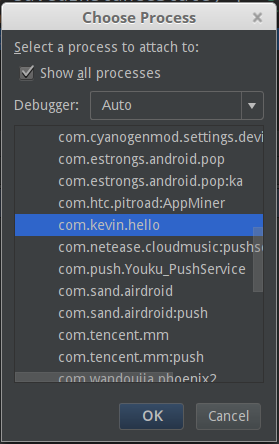 Choose Process
Select a process to attach to:
Show all processes
Debugger: Auto
com.cyanogenmod.settings.devi
com.estrongs.android.pop
com.estrongs.android.pop:ka
com.htc.pitroad:AppMiner
com.kevin.hello
com.netease.cloudmusic:pushse
com.push.Youku_PushService
com.sand.airdroid
com.sand.airdroid:push
com.tencent.mm
com.tencent.mm:push
com.wandoujia.phoenix2
OK Cancel